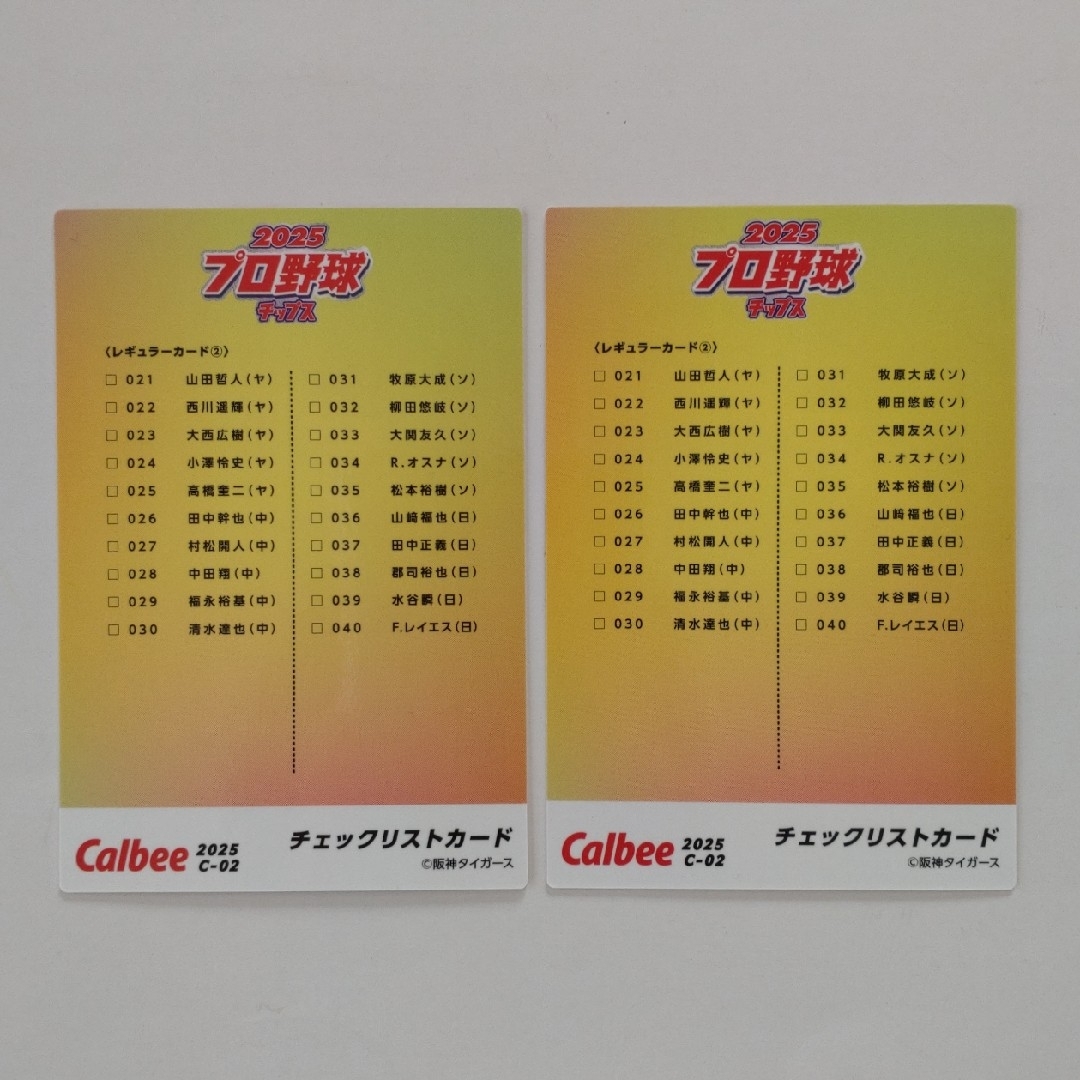 2025
プロ野球
チップス
〈レギュラーカード②〉
□ 021 山田哲人(ヤ)
□ 022 西川遥輝(ヤ)
□ 023 大西広樹(ヤ)
□ 024 小澤怜史(ヤ)
□ 025 高橋奎二(ヤ)
□ 026 田中幹也(中)
□ 027 村松開人(中)
□ 028 中田翔(中)
□ 029 福永裕基(中)
□ 030 清水達也(中)
□ 031 牧原大成(ソ)
□ 032 柳田悠岐(ソ)
□ 033 大関友久(ソ)
□ 034 R.オスナ(ソ)
□ 035 松本裕樹(ソ)
□ 036 山﨑福也(日)
□ 037 田中正義(日)
□ 038 郡司裕也(日)
□ 039 水谷瞬(日)
□ 040 F.レイエス(日)
Calbee 2025 C-02
チェックリストカード
©阪神タイガース
2025
プロ野球
チップス
〈レギュラーカード②〉
□ 021 山田哲人(ヤ)
□ 022 西川遥輝(ヤ)
□ 023 大西広樹(ヤ)
□ 024 小澤怜史(ヤ)
□ 025 高橋奎二(ヤ)
□ 026 田中幹也(中)
□ 027 村松開人(中)
□ 028 中田翔(中)
□ 029 福永裕基(中)
□ 030 清水達也(中)
□ 031 牧原大成(ソ)
□ 032 柳田悠岐(ソ)
□ 033 大関友久(ソ)
□ 034 R.オスナ(ソ)
□ 035 松本裕樹(ソ)
□ 036 山﨑福也(日)
□ 037 田中正義(日)
□ 038 郡司裕也(日)
□ 039 水谷瞬(日)
□ 040 F.レイエス(日)
Calbee 2025 C-02
チェックリストカード
©阪神タイガース